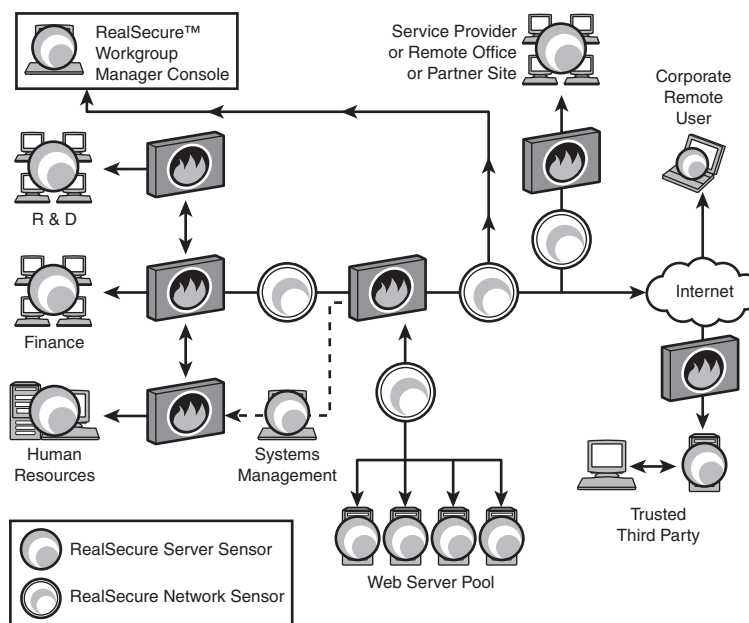 RealSecure™
Workgroup
Manager Console
Service Provider
or Remote Office
or Partner Site
Corporate
Remote
User
R & D
Finance
Internet
Human
Resources
Systems
Management
Trusted
Third Party
Web Server Pool
RealSecure Server Sensor
RealSecure Network Sensor